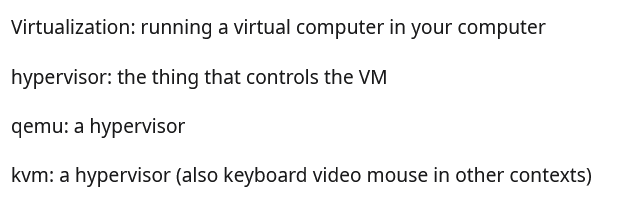 Virtualization: running a virtual computer in your computer
hypervisor: the thing that controls the VM
qemu: a hypervisor
kvm: a hypervisor (also keyboard video mouse in other contexts)